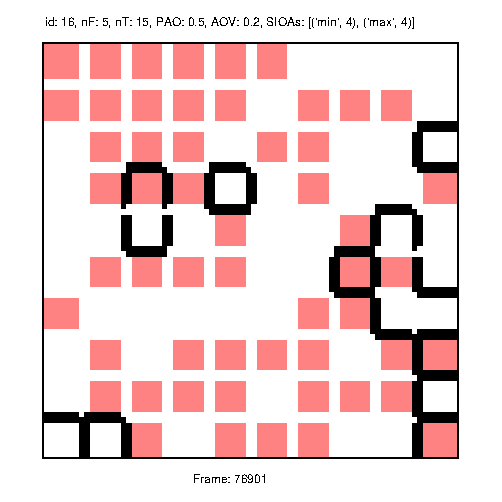 id: 16, nF: 5, nT: 15, PAO: 0.5, AOV: 0.2, SIOAs: [('min', 4), ('max', 4)]
Frame: 76901